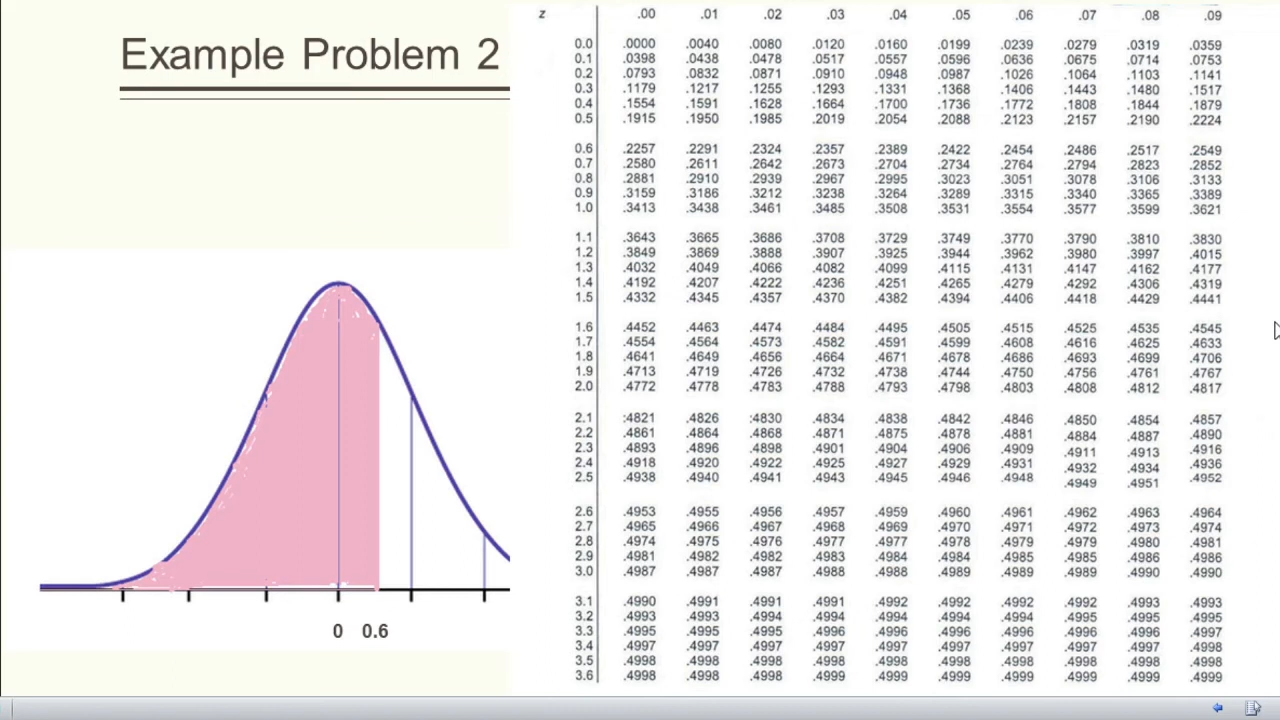 Example Problem 2
z .00 .01 .02 .03 .04 .05 .06 .07 .08 .09
0.0 .0000 .0040 .0080 .0120 .0160 .0199 .0239 .0279 .0319 .0359
0.1 .0398 .0438 .0478 .0517 .0557 .0596 .0636 .0675 .0714 .0753
0.2 .0793 .0832 .0871 .0910 .0948 .0987 .1026 .1064 .1103 .1141
0.3 .1179 .1217 .1255 .1293 .1331 .1368 .1406 .1443 .1480 .1517
0.4 .1554 .1591 .1628 .1664 .1700 .1736 .1772 .1808 .1844 .1879
0.5 .1915 .1950 .1985 .2019 .2054 .2088 .2123 .2157 .2190 .2224
0.6 .2257 .2291 .2324 .2357 .2389 .2422 .2454 .2486 .2517 .2549
0.7 .2580 .2611 .2642 .2673 .2704 .2734 .2764 .2794 .2823 .2852
0.8 .2881 .2910 .2939 .2967 .2995 .3023 .3051 .3078 .3106 .3133
0.9 .3159 .3186 .3212 .3238 .3264 .3289 .3315 .3340 .3365 .3389
1.0 .3413 .3438 .3461 .3485 .3508 .3531 .3554 .3577 .3599 .3621
1.1 .3643 .3665 .3686 .3708 .3729 .3749 .3770 .3790 .3810 .3830
1.2 .3849 .3869 .3888 .3907 .3925 .3944 .3962 .3980 .3997 .4015
1.3 .4032 .4049 .4066 .4082 .4099 .4115 .4131 .4147 .4162 .4177
1.4 .4192 .4207 .4222 .4236 .4251 .4265 .4279 .4292 .4306 .4319
1.5 .4332 .4345 .4357 .4370 .4382 .4394 .4406 .4418 .4429 .4441
1.6 .4452 .4463 .4474 .4484 .4495 .4505 .4515 .4525 .4535 .4545
1.7 .4554 .4564 .4573 .4582 .4591 .4599 .4608 .4616 .4625 .4633
1.8 .4641 .4649 .4656 .4664 .4671 .4678 .4686 .4693 .4699 .4706
1.9 .4713 .4719 .4726 .4732 .4738 .4744 .4750 .4756 .4761 .4767
2.0 .4772 .4778 .4783 .4788 .4793 .4798 .4803 .4808 .4812 .4817
2.1 :4821 .4826 :4830 .4834 .4838 .4842 .4846 .4850 .4854 .4857
2.2 .4861 .4864 .4868 .4871 .4875 .4878 .4881 .4884 .4887 .4890
2.3 .4893 .4896 .4898 .4901 .4904 .4906 .4909 .4911 .4913 .4916
2.4 .4918 .4920 .4922 .4925 .4927 .4929 .4931 .4932 .4934 .4936
2.5 .4938 .4940 .4941 .4943 .4945 .4946 .4948 .4949 .4951 .4952
2.6 .4953 .4955 .4956 .4957 .4959 .4960 .4961 .4962 .4963 .4964
2.7 .4965 .4966 .4967 .4968 .4969 .4970 .4971 .4972 .4973 .4974
2.8 .4974 .4975 .4976 .4977 .4977 .4978 .4979 .4979 .4980 .4981
2.9 .4981 .4982 .4982 .4983 .4984 .4984 .4985 .4985 .4986 .4986
3.0 .4987 .4987 .4987 .4988 .4988 .4989 .4989 .4989 .4990 .4990
3.1 .4990 .4991 .4991 .4991 .4992 .4992 .4992 .4992 .4993 .4993
3.2 .4993 .4993 .4994 .4994 .4994 .4994 .4994 .4995 .4995 .4995
3.3 .4995 .4995 .4995 .4996 .4996 .4996 .4996 .4996 .4996 .4997
3.4 .4997 .4997 .4997 .4997 .4997 .4997 .4997 .4997 .4997 .4998
3.5 .4998 .4998 .4998 .4998 .4998 .4998 .4998 .4998 .4998 .4998
3.6 .4998 .4998 .4998 .4999 .4999 .4999 .4999 .4999 .4999 .4999
0 0.6